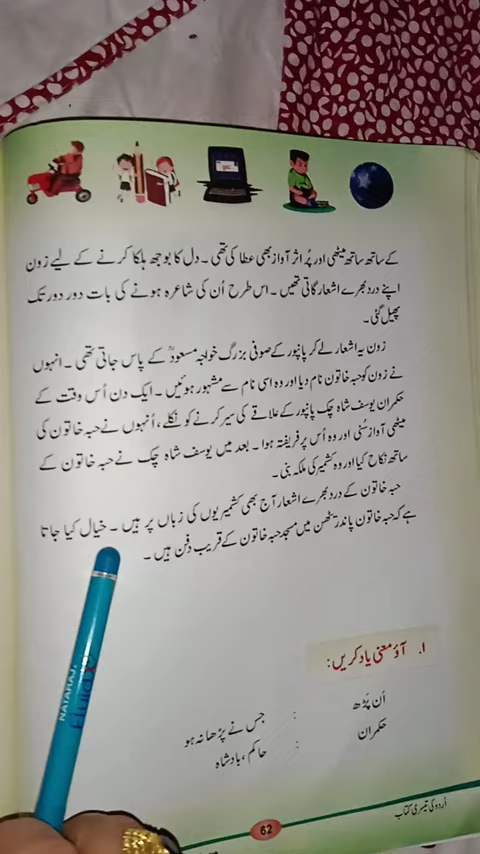 کے ساتھ ساتھ میٹھی اور پُر اثر آواز بھی عطا کی تھی۔ دل کا بوجھ ہلکا کرنے کے لیے زون
اپنے درد بھرے اشعار گاتی تھیں۔ اس طرح اُن کی شاعرہ ہونے کی بات دور دور تک
پھیل گئی۔
زون یہ اشعار لے کر پانپور کے صوفی بزرگ خواجہ مسعودؒ کے پاس جاتی تھی۔ انہوں
نے زون کو حبہ خاتون نام دیا اور وہ اسی نام سے مشہور ہوئیں۔ ایک دن اُس وقت کے
حکمران یوسف شاہ چک پانپور کے علاقے کی سیر کرنے کو نکلے، اُنہوں نے حبہ خاتون کی
میٹھی آواز سُنی اور وہ اُس پر فریفتہ ہوا۔ بعد میں یوسف شاہ چک نے حبہ خاتون کے
ساتھ نکاح کیا اور وہ کشمیر کی ملکہ بنی۔
حبہ خاتون کے درد بھرے اشعار آج بھی کشمیریوں کی زباں پر ہیں۔ خیال کیا جاتا
ہے کہ حبہ خاتون پاندریٹھن میں مسجد حبہ خاتون کے قریب دفن ہیں۔
۱۔ آؤ معنی یاد کریں:
اَن پَڑھ : جس نے پڑھا نہ ہو
حکمران : حاکم، بادشاہ
اُردو کی تیسری کتاب
62
NATARAJ